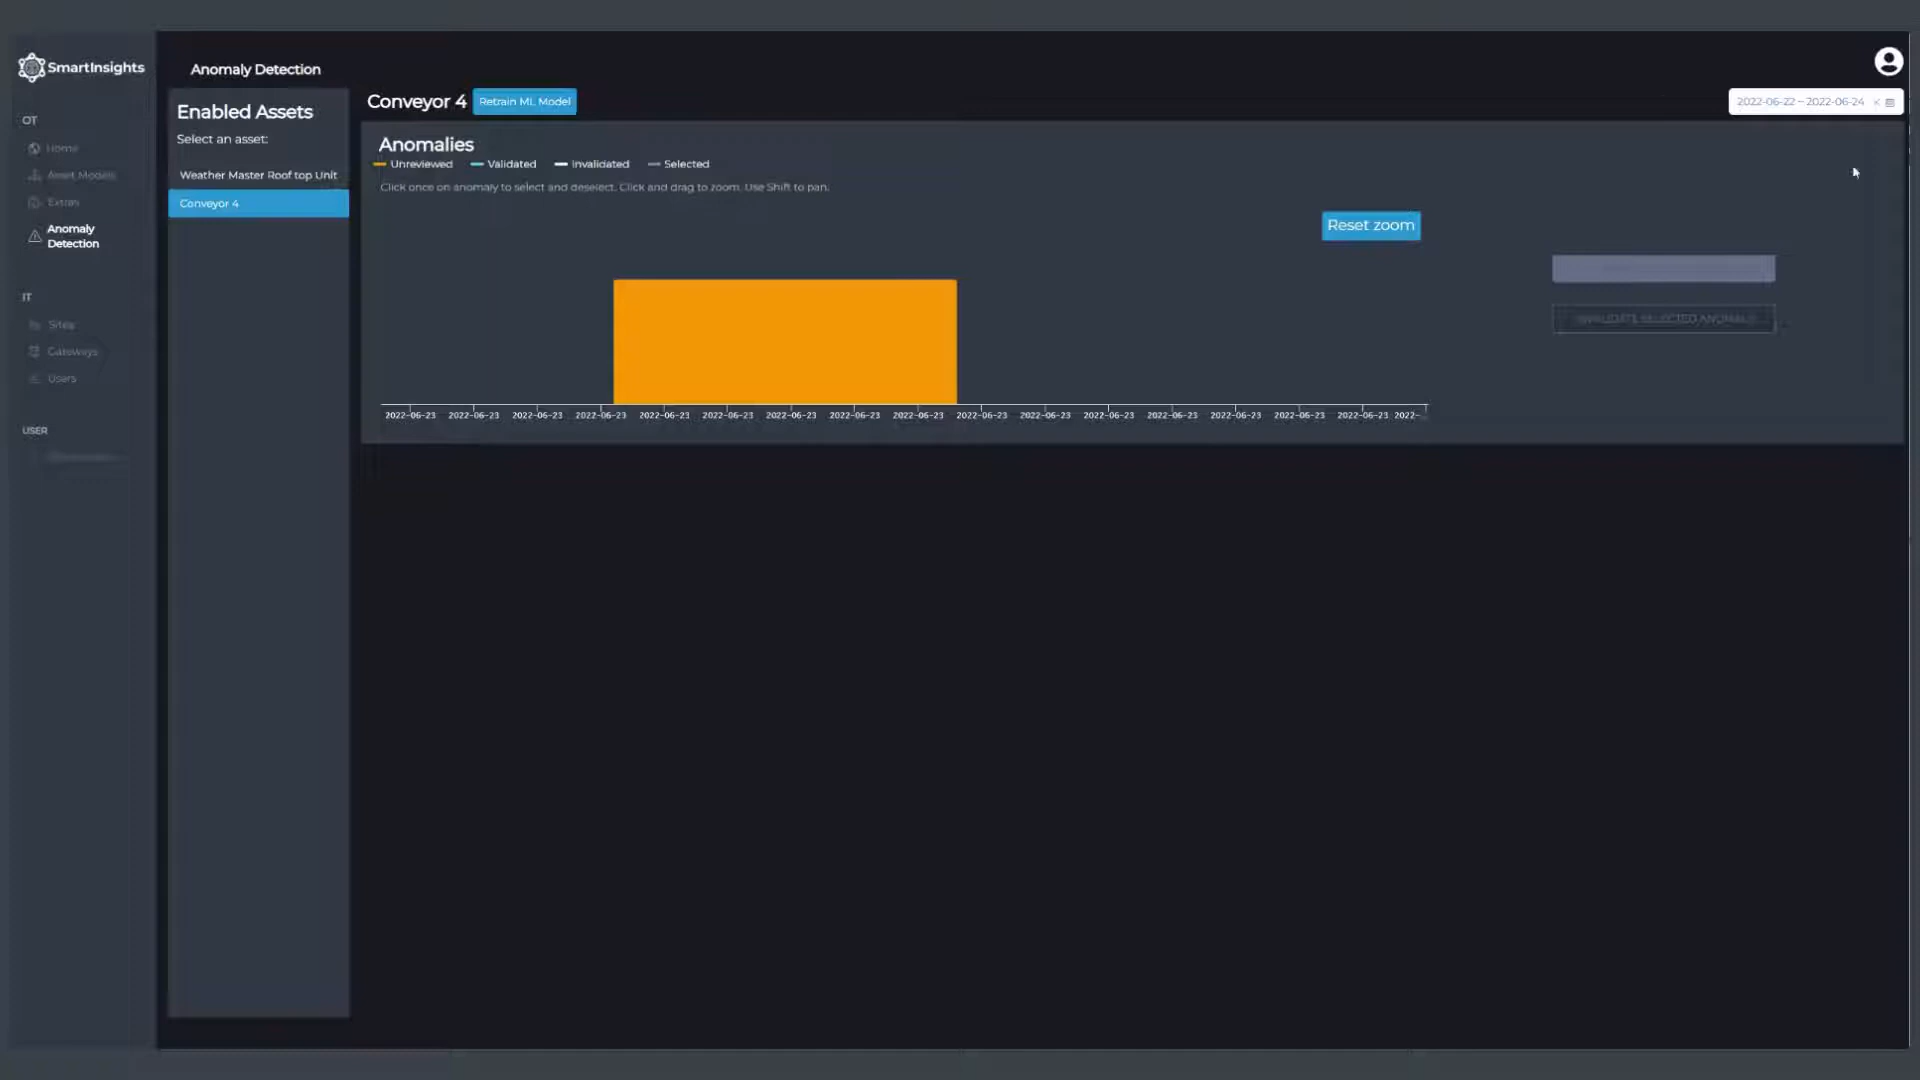 SmartInsights
OT
Home
Asset Models
Extras
Anomaly
Detection
IT
Sites
Gateways
Users
USER
Anomaly Detection
Enabled Assets
Select an asset:
Weather Master Roof top Unit
Conveyor 4
Conveyor 4
Retrain ML Model
2022-06-22 ~ 2022-06-24
Anomalies
Unreviewed Validated Invalidated Selected
Click once on anomaly to select and deselect. Click and drag to zoom. Use Shift to pan.
Reset zoom
INVALIDATE SELECTED
2022-06-23 2022-06-23 2022-06-23 2022-06-23 2022-06-23 2022-06-23 2022-06-23 2022-06-23 2022-06-23 2022-06-23 2022-06-23 2022-06-23 2022-06-23 2022-06-23 2022-06-23 2022-06-23 2022-